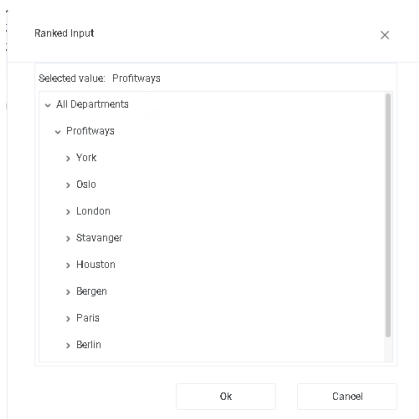 Ranked Input
Selected value: Profitways
All Departments
Profitways
York
Oslo
London
Stavanger
Houston
Bergen
Paris
Berlin
Ok Cancel